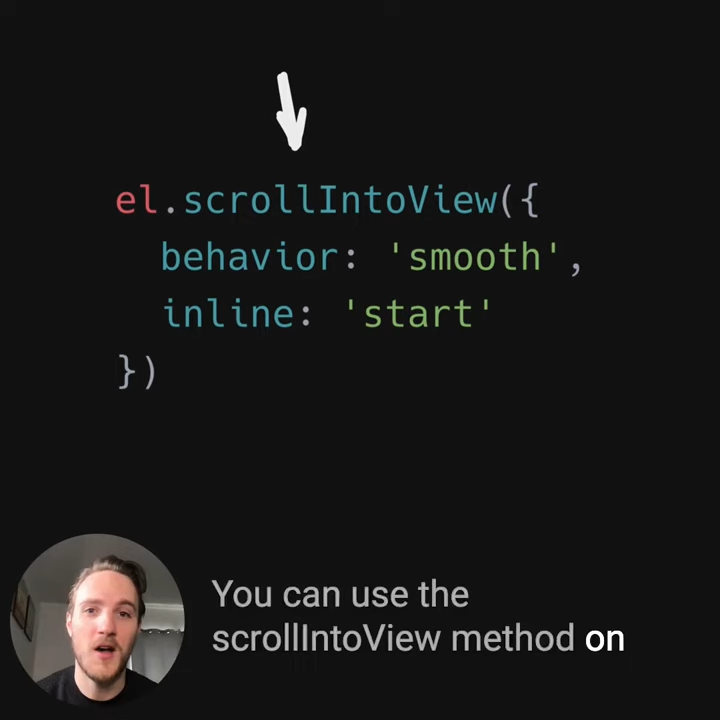 el.scrollIntoView({
behavior: 'smooth',
inline: 'start'
})
You can use the
scrollIntoView method on